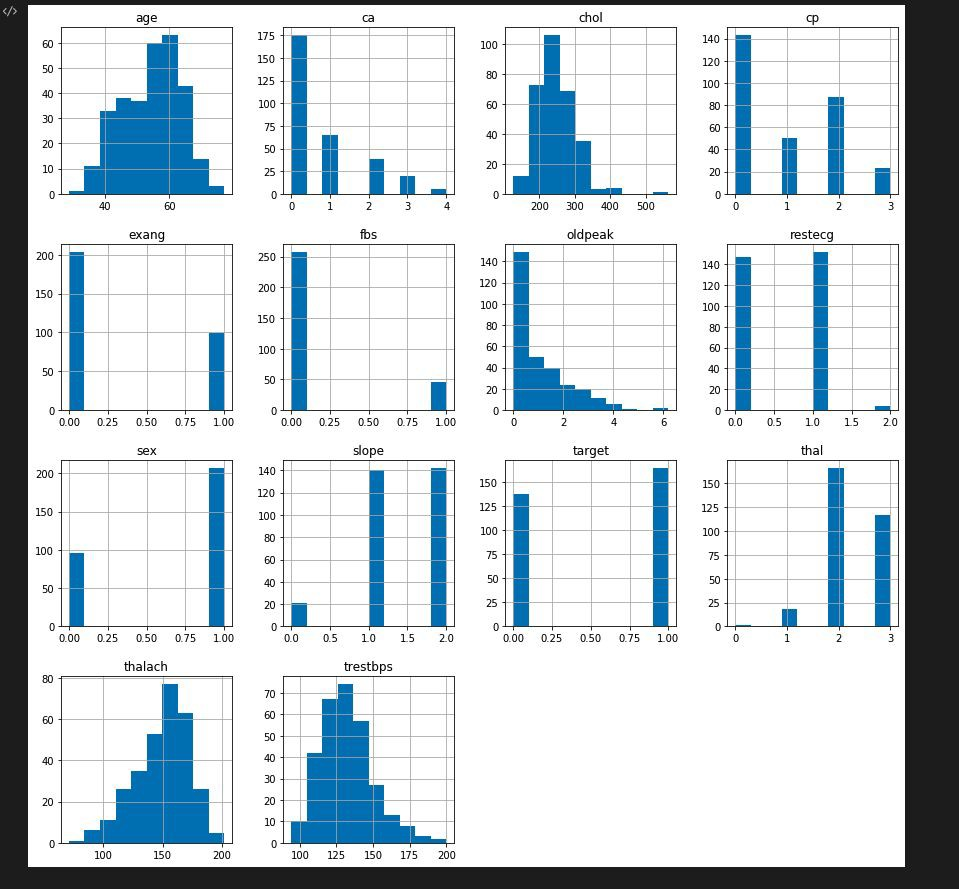 </>
age ca chol cp
60 175 100 140
50 150 80 120
40 125 60 100
30 100 40 80
20 75 20 60
10 50 0 40
0 25 20
0 0
40 60 0 1 2 3 4 200 300 400 500 0 1 2 3
exang fbs oldpeak restecg
200 250 140 140
150 200 120 120
100 150 100 100
50 100 80 80
0 50 60 60
0 40 40
20 20
0 0
0.00 0.25 0.50 0.75 1.00 0.00 0.25 0.50 0.75 1.00 0 2 4 6 0.0 0.5 1.0 1.5 2.0
sex slope target thal
200 140 150 150
150 120 125 125
100 100 100 100
50 80 75 75
0 60 50 50
40 25 25
20 0 0
0
0.00 0.25 0.50 0.75 1.00 0.0 0.5 1.0 1.5 2.0 0.00 0.25 0.50 0.75 1.00 0 1 2 3
thalach trestbps
80 70
60 60
40 50
20 40
0 30
20
10
0
100 150 200 100 125 150 175 200